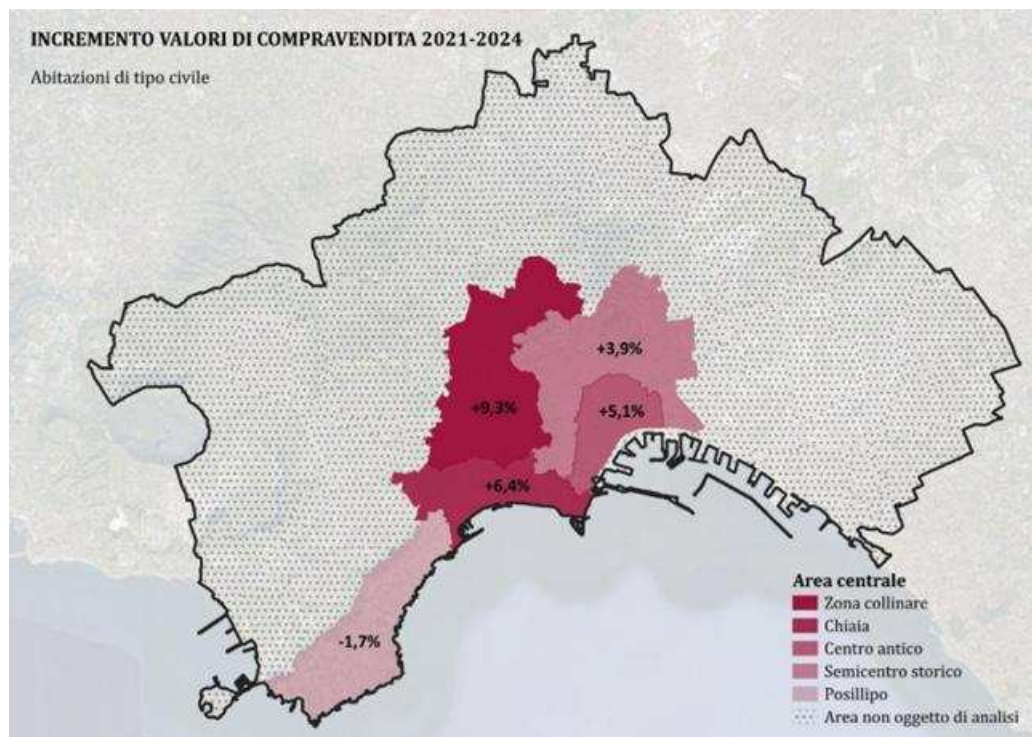 INCREMENTO VALORI DI COMPRAVENDITA 2021-2024
Abitazioni di tipo civile
+3,9%
+9,3%
+5,1%
+6,4%
-1,7%
Area centrale
Zona collinare
Chiaia
Centro antico
Semicentro storico
Posillipo
Area non oggetto di analisi